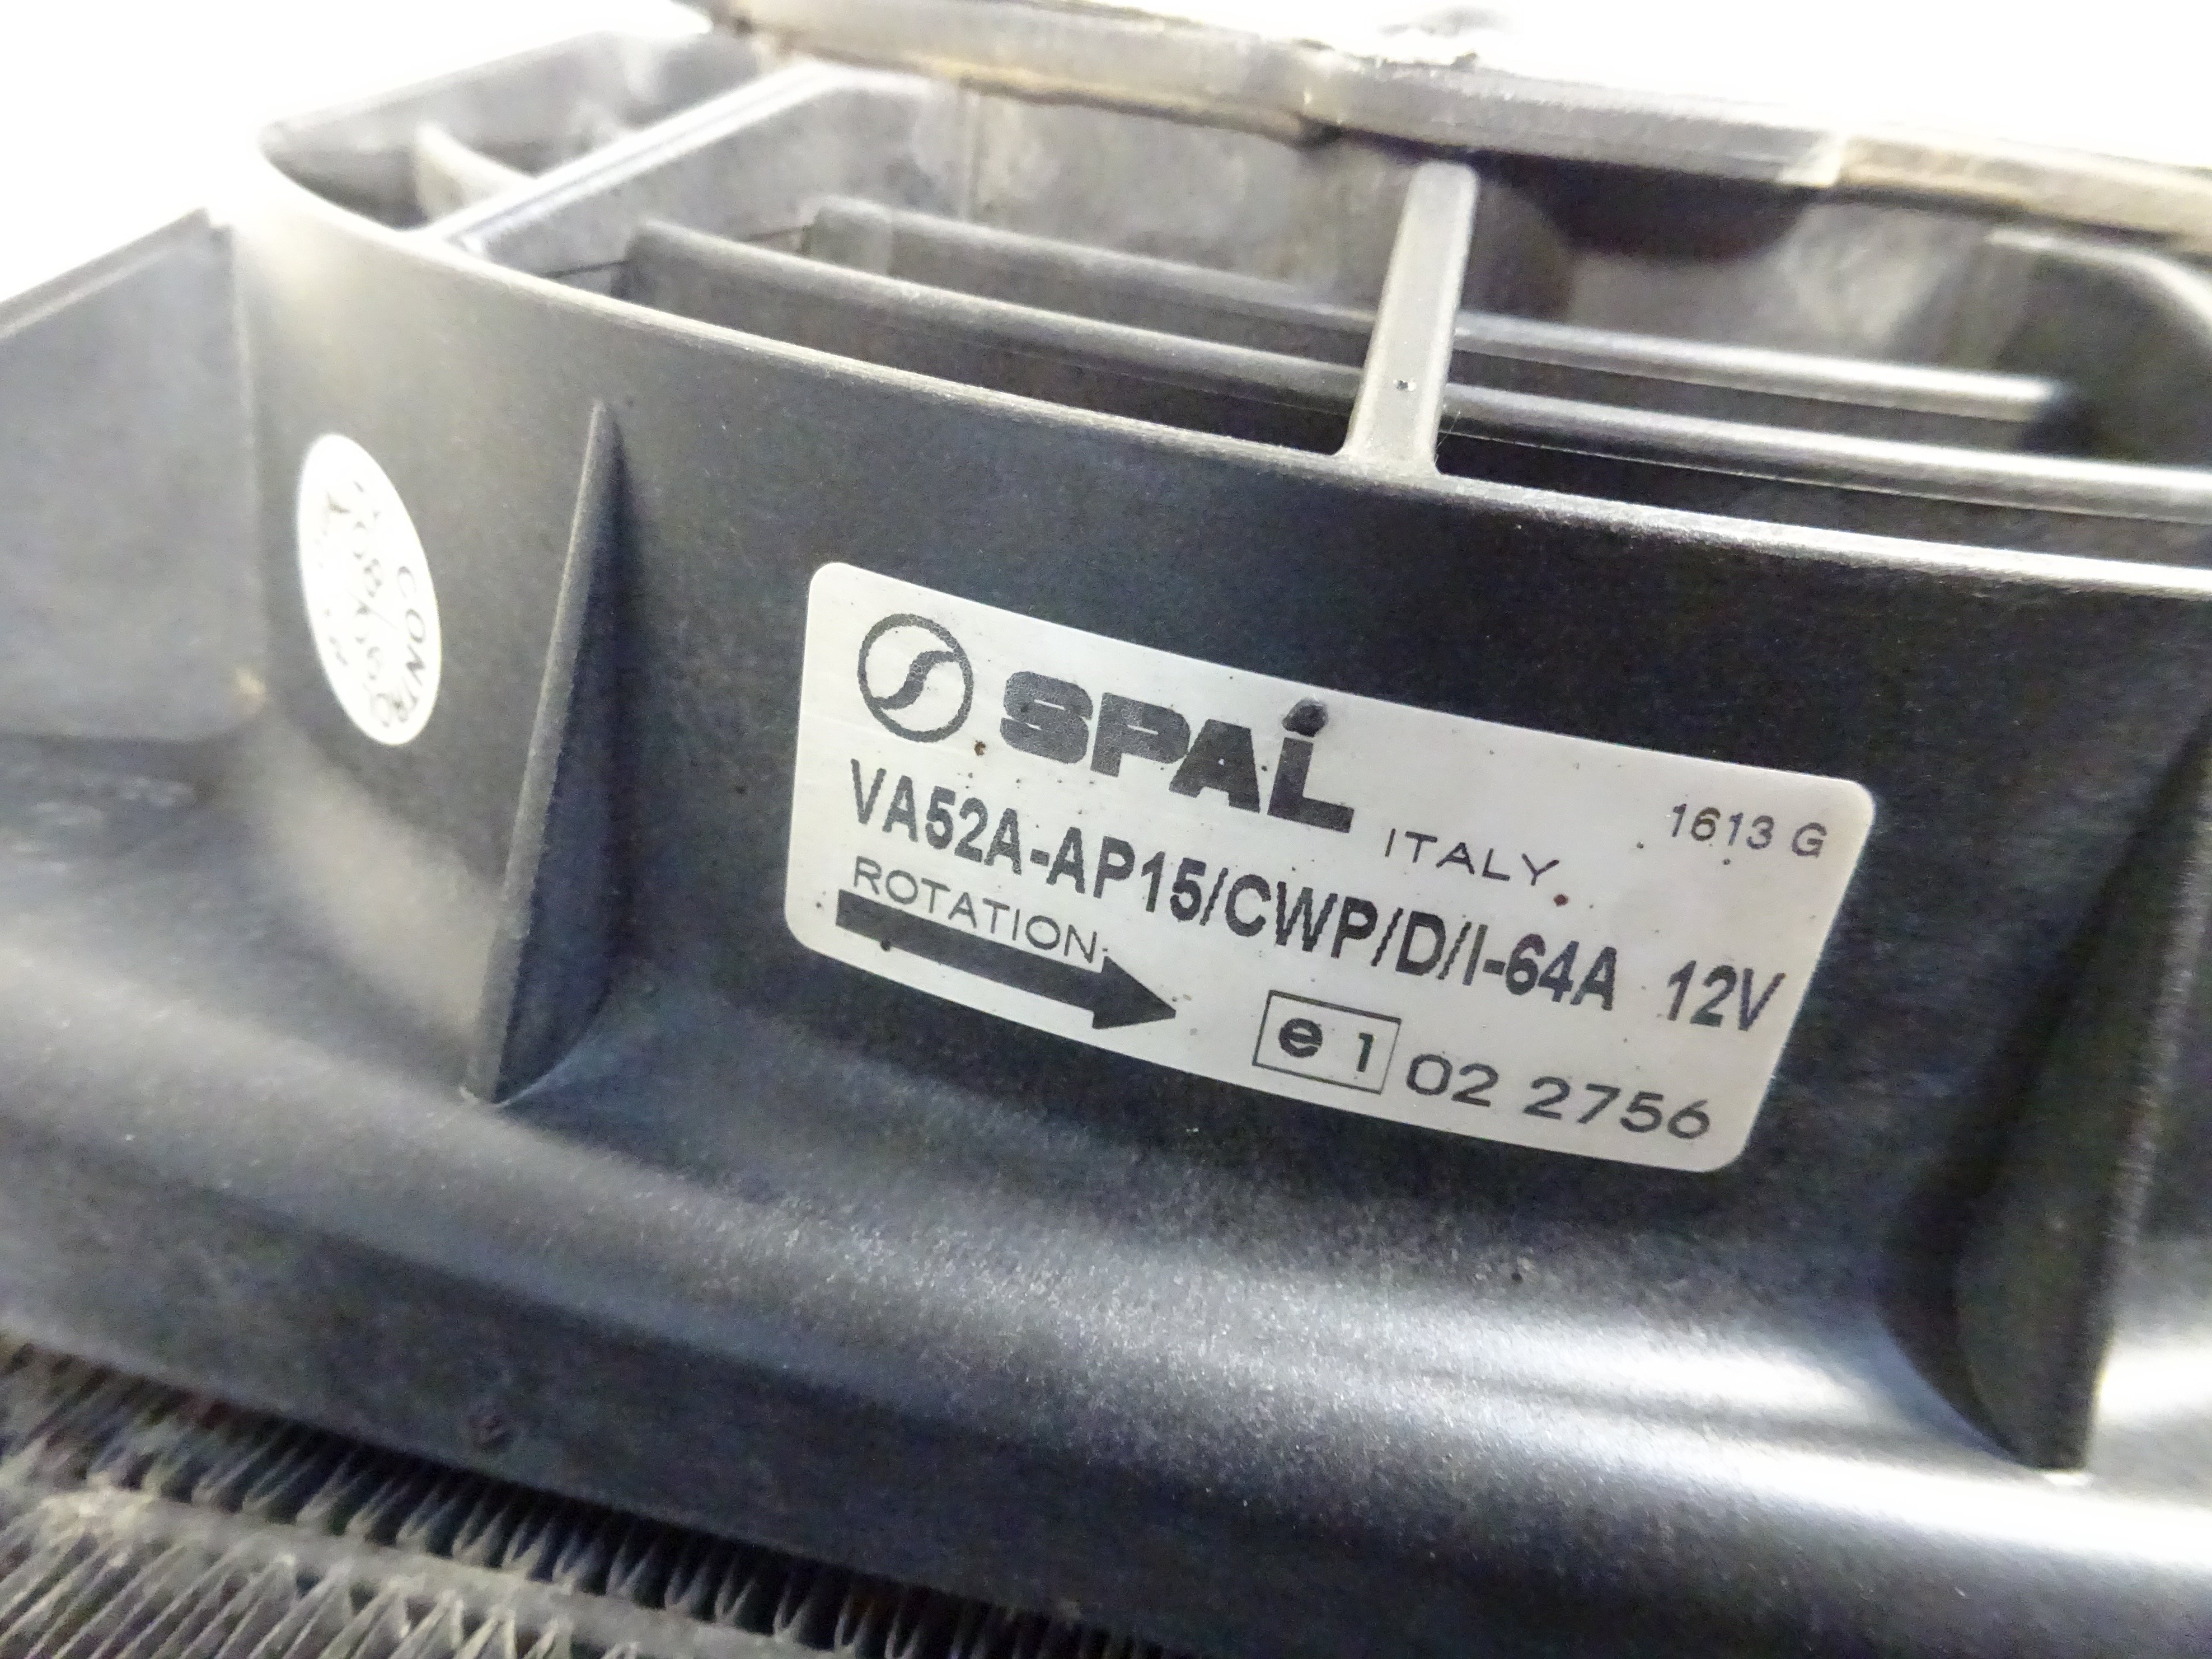 SPAL
ITALY
1613 G
VA52A-AP15/CWP/D/I-64A 12V
ROTATION
e 1 02 2756